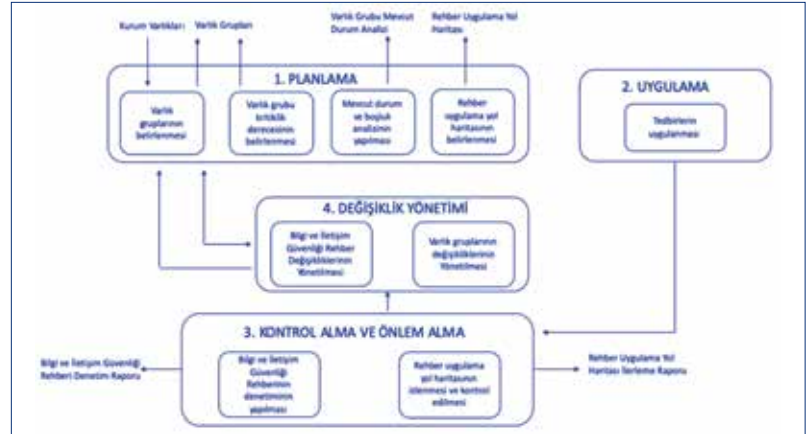 Kurum Varlıkları
Varlık Grupları
Varlık Grubu Mevcut
Durum Analizi
Rehber Uygulama Yol
Haritası
1. PLANLAMA
Varlık
gruplarının
belirlenmesi
Varlık grubu
kritiklik
derecesinin
belirlenmesi
Mevcut durum
ve boşluk
analizinin
yapılması
Rehber
uygulama yol
haritasının
belirlenmesi
2. UYGULAMA
Tedbirlerin
uygulanması
4. DEĞİŞİKLİK YÖNETİMİ
Bilgi ve İletişim
Güvenliği Rehber
Değişikliklerinin
Yönetilmesi
Varlık gruplarının
değişikliklerinin
Yönetilmesi
3. KONTROL ALMA VE ÖNLEM ALMA
Bilgi ve İletişim
Güvenliği
Rehberinin
denetiminin
yapılması
Rehber uygulama
yol haritasının
izlenmesi ve kontrol
edilmesi
Bilgi ve İletişim Güvenliği
Rehberi Denetim Raporu
Rehber Uygulama Yol
Haritası İlerleme Raporu